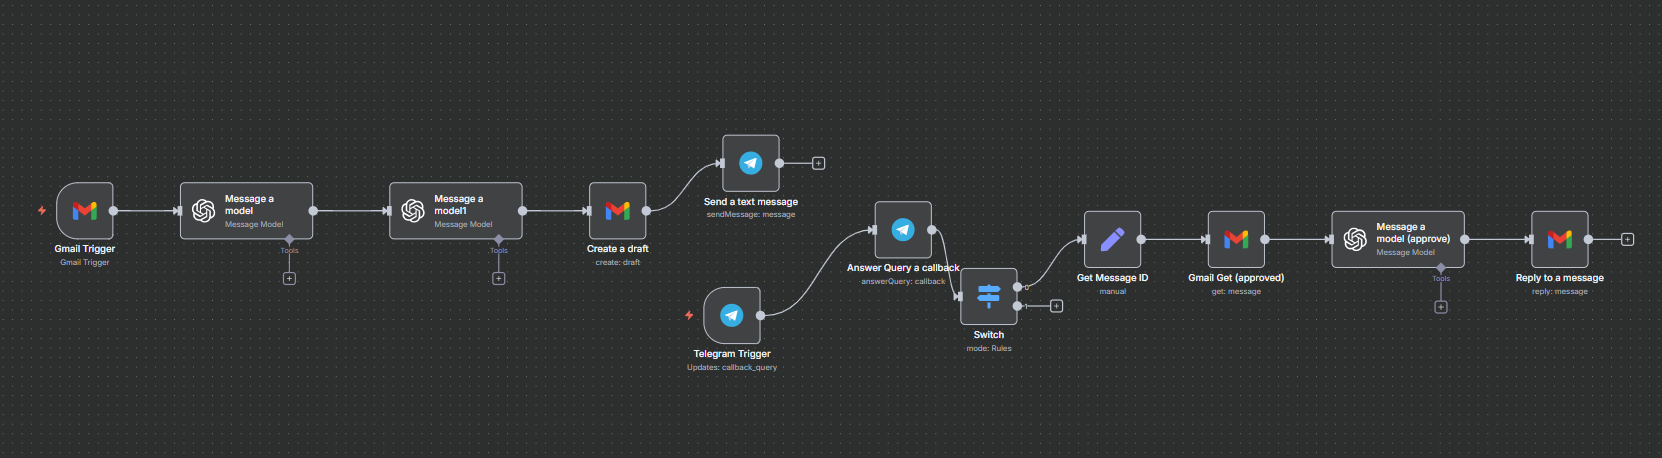 Gmail Trigger
Gmail Trigger
Message a
model
Message Model
Tools
Message a
model1
Message Model
Tools
Create a draft
create: draft
Send a text message
sendMessage: message
Telegram Trigger
Updates: callback_query
Answer Query a callback
answerQuery: callback
Switch
mode: Rules
0
1
Get Message ID
manual
Gmail Get (approved)
get: message
Message a
model (approve)
Message Model
Tools
Reply to a message
reply: message